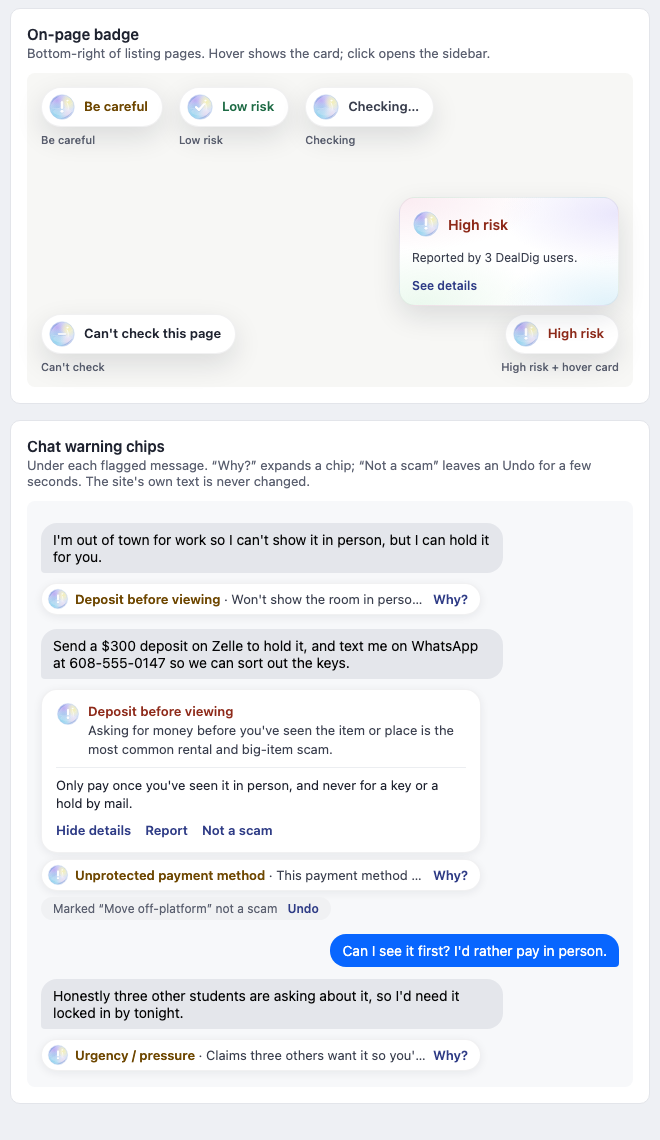 On-page badge
Bottom-right of listing pages. Hover shows the card; click opens the sidebar.
Be careful
Low risk
Checking...
Be careful
Low risk
Checking
High risk
Reported by 3 DealDig users.
See details
Can't check this page
High risk
Can't check
High risk + hover card
Chat warning chips
Under each flagged message. “Why?” expands a chip; “Not a scam” leaves an Undo for a few
seconds. The site's own text is never changed.
I'm out of town for work so I can't show it in person, but I can hold it
for you.
Deposit before viewing · Won't show the room in perso... Why?
Send a $300 deposit on Zelle to hold it, and text me on WhatsApp
at 608-555-0147 so we can sort out the keys.
Deposit before viewing
Asking for money before you've seen the item or place is the
most common rental and big-item scam.
Only pay once you've seen it in person, and never for a key or a
hold by mail.
Hide details Report Not a scam
Unprotected payment method · This payment method ... Why?
Marked “Move off-platform” not a scam Undo
Can I see it first? I'd rather pay in person.
Honestly three other students are asking about it, so I'd need it
locked in by tonight.
Urgency / pressure · Claims three others want it so you'... Why?